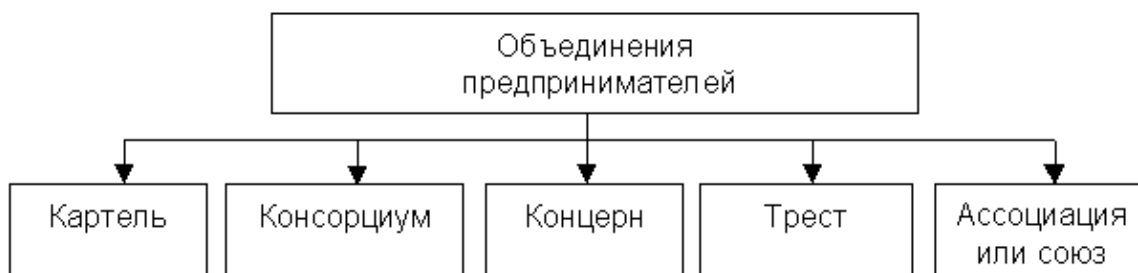 Объединения
предпринимателей
Картель
Консорциум
Концерн
Трест
Ассоциация
или союз